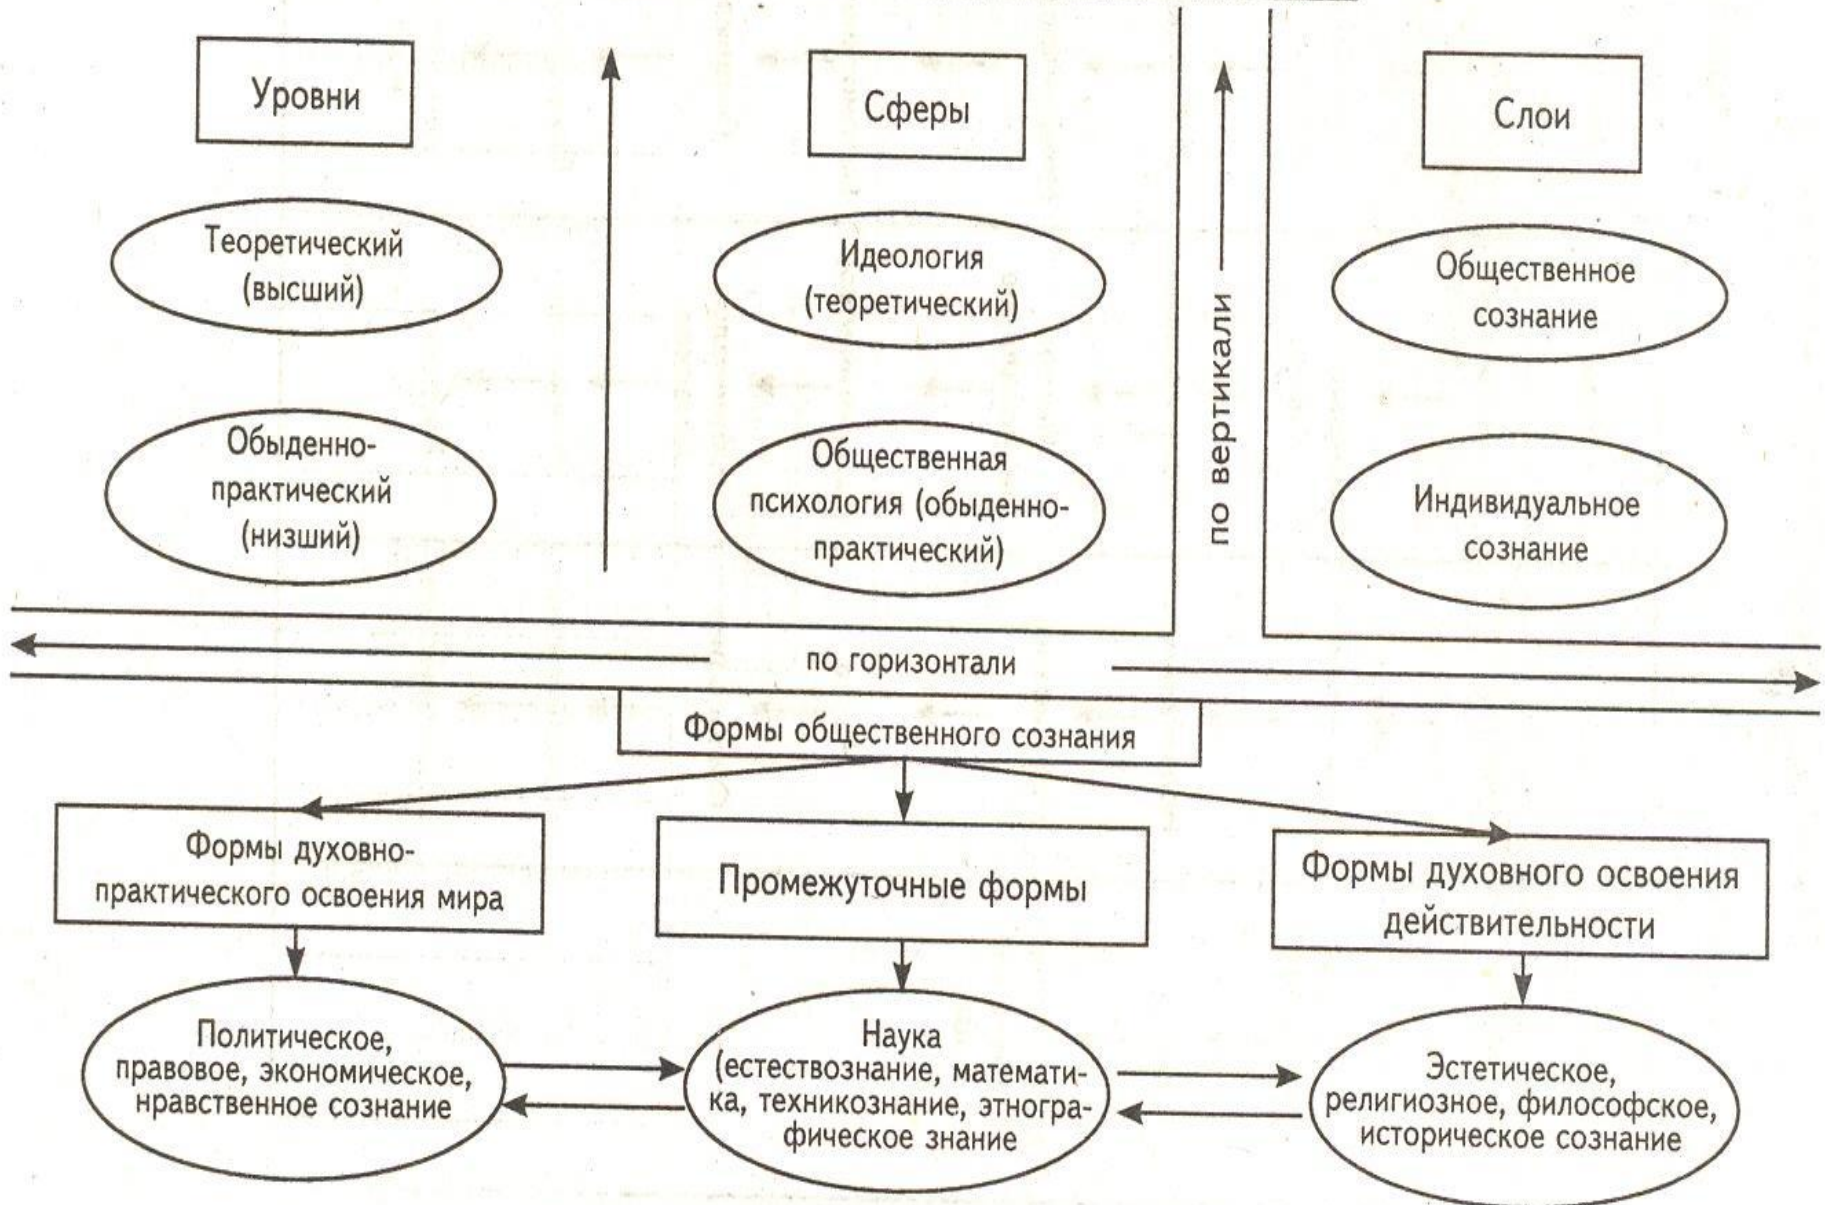 Уровни
Сферы
Слои
Теоретический
(высший)
Идеология
(теоретический)
Общественное
сознание
Обыденно-
практический
(низший)
Общественная
психология (обыденно-
практический)
по вертикали
Индивидуальное
сознание
по горизонтали
Формы общественного сознания
Формы духовно-
практического освоения мира
Промежуточные формы
Формы духовного освоения
действительности
Политическое,
правовое, экономическое,
нравственное сознание
Наука
(естествознание, математи-
ка, техникознание, этногра-
фическое знание
Эстетическое,
религиозное, философское,
историческое сознание